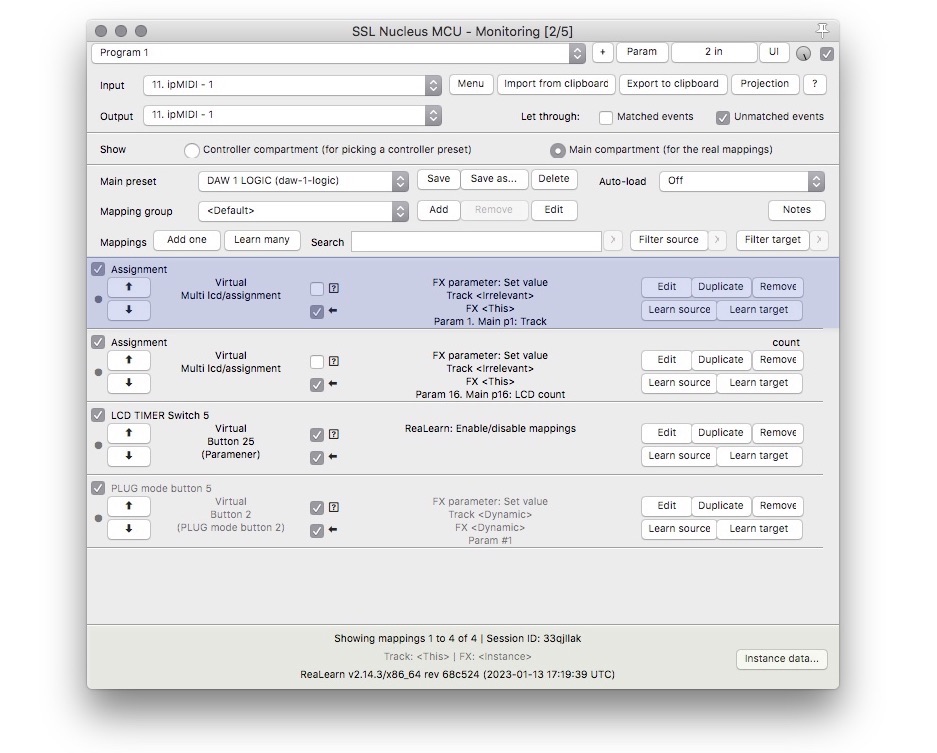 SSL Nucleus MCU - Monitoring [2/5]
Program 1 + Param 2 in UI
Input 11. ipMIDI - 1 Menu Import from clipboard Export to clipboard Projection ?
Output 11. ipMIDI - 1 Let through: Matched events Unmatched events
Show Controller compartment (for picking a controller preset) Main compartment (for the real mappings)
Main preset DAW 1 LOGIC (daw-1-logic) Save Save as... Delete Auto-load Off
Mapping group <Default> Add Remove Edit Notes
Mappings Add one Learn many Search > Filter source > Filter target >
Assignment
Virtual
Multi lcd/assignment
?
FX parameter: Set value
Track <Irrelevant>
FX <This>
Param 1. Main p1: Track
Edit Duplicate Remove
Learn source Learn target
Assignment count
Virtual
Multi lcd/assignment
?
FX parameter: Set value
Track <Irrelevant>
FX <This>
Param 16. Main p16: LCD count
Edit Duplicate Remove
Learn source Learn target
LCD TIMER Switch 5
Virtual
Button 25
(Paramener)
?
ReaLearn: Enable/disable mappings
Edit Duplicate Remove
Learn source Learn target
PLUG mode button 5
Virtual
Button 2
(PLUG mode button 2)
?
FX parameter: Set value
Track <Dynamic>
FX <Dynamic>
Param #1
Edit Duplicate Remove
Learn source Learn target
Showing mappings 1 to 4 of 4 | Session ID: 33qjIlak
Track: <This> | FX: <Instance>
Instance data...
ReaLearn v2.14.3/x86_64 rev 68c524 (2023-01-13 17:19:39 UTC)